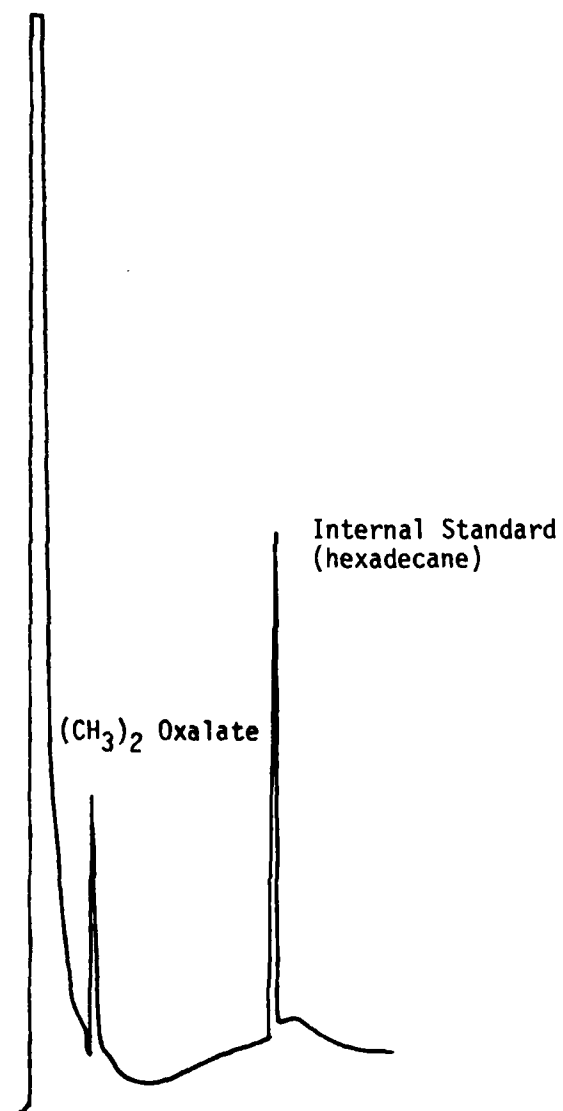 Internal Standard
(hexadecane)
(CH₃)₂ Oxalate